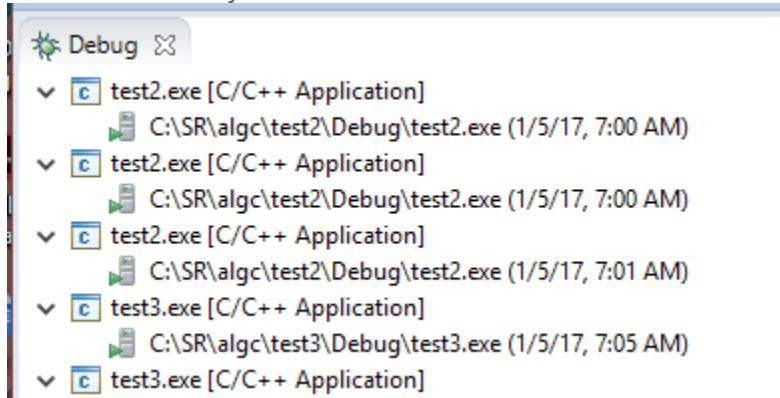 Debug
test2.exe [C/C++ Application]
C:\SR\algc\test2\Debug\test2.exe (1/5/17, 7:00 AM)
test2.exe [C/C++ Application]
C:\SR\algc\test2\Debug\test2.exe (1/5/17, 7:00 AM)
test2.exe [C/C++ Application]
C:\SR\algc\test2\Debug\test2.exe (1/5/17, 7:01 AM)
test3.exe [C/C++ Application]
C:\SR\algc\test3\Debug\test3.exe (1/5/17, 7:05 AM)
test3.exe [C/C++ Application]